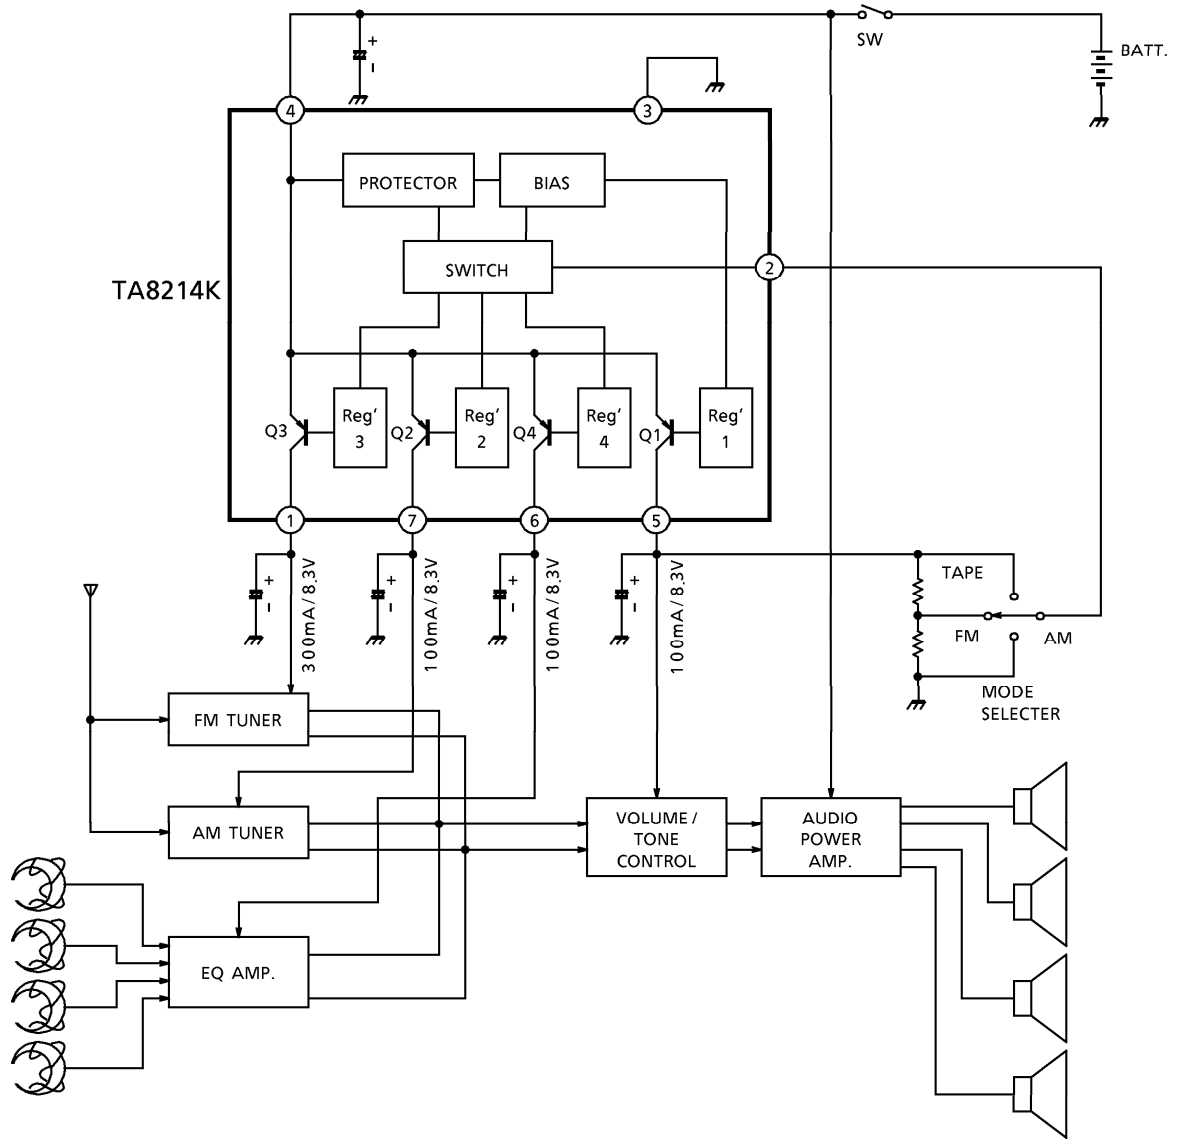 SW
BATT.
+
-
4
3
PROTECTOR
BIAS
SWITCH
2
TA8214K
Q3
Reg' 3
Q2
Reg' 2
Q4
Reg' 4
Q1
Reg' 1
1
7
6
5
+
-
300mA/8.3V
+
-
100mA/8.3V
+
-
100mA/8.3V
+
-
100mA/8.3V
TAPE
FM
AM
MODE
SELECTER
FM TUNER
AM TUNER
VOLUME /
TONE
CONTROL
AUDIO
POWER
AMP.
EQ AMP.